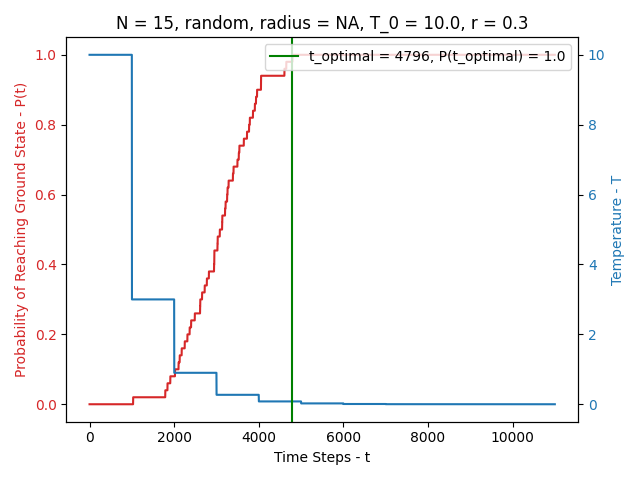 N = 15, random, radius = NA, T_0 = 10.0, r = 0.3
t_optimal = 4796, P(t_optimal) = 1.0
Probability of Reaching Ground State - P(t)
1.0
0.8
0.6
0.4
0.2
0.0
10
8
6
4
2
0
Temperature - T
0 2000 4000 6000 8000 10000
Time Steps - t